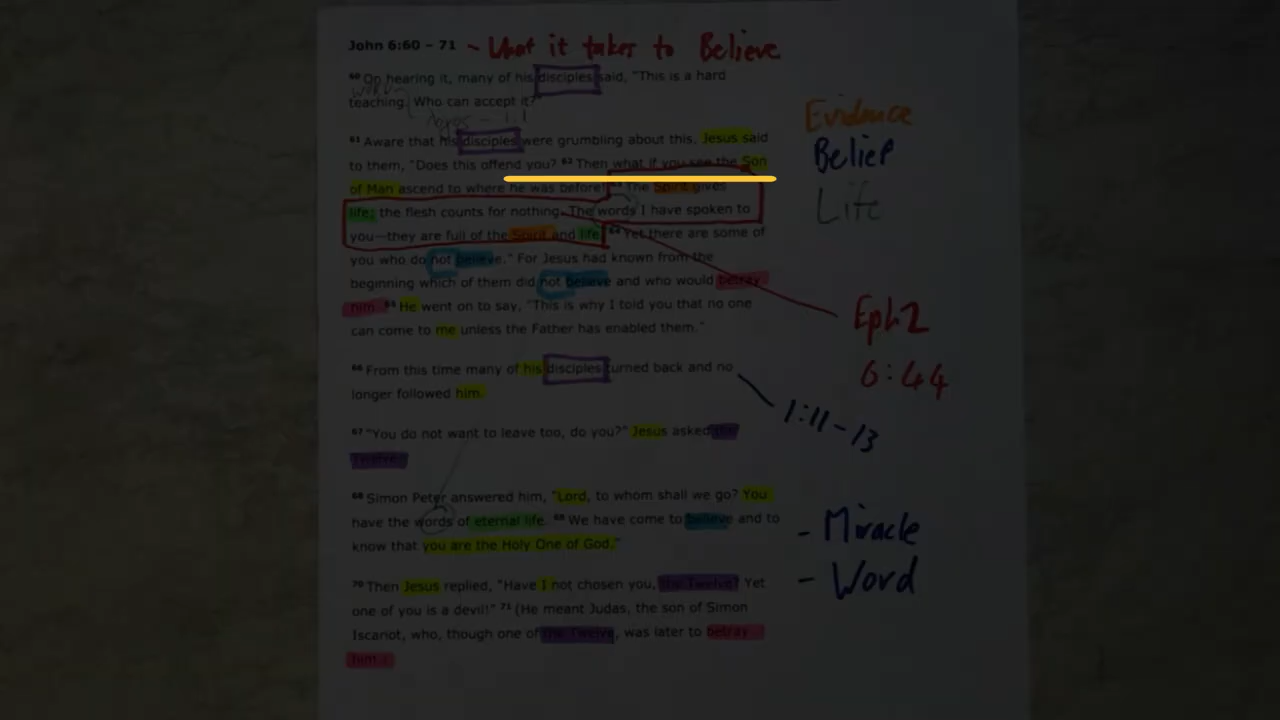 John 6:60 – 71 ~ What it takes to Believe
60 On hearing it, many of his disciples said, "This is a hard
teaching. Who can accept it?"
1:1
Evidence
61 Aware that his disciples were grumbling about this, Jesus said
Belief
to them, "Does this offend you? 62 Then what if you see the Son
of Man ascend to where he was before! 63 The Spirit gives
Life
life; the flesh counts for nothing. The words I have spoken to
you—they are full of the Spirit and life. 64 Yet there are some of
you who do not believe." For Jesus had known from the
beginning which of them did not believe and who would betray
him. 65 He went on to say, "This is why I told you that no one
Eph 2
can come to me unless the Father has enabled them."
66 From this time many of his disciples turned back and no
6:44
longer followed him.
1:11-13
67 "You do not want to leave too, do you?" Jesus asked the
Twelve.
68 Simon Peter answered him, "Lord, to whom shall we go? You
have the words of eternal life. 69 We have come to believe and to
- Miracle
know that you are the Holy One of God."
70 Then Jesus replied, "Have I not chosen you, the Twelve? Yet
- Word
one of you is a devil!" 71 (He meant Judas, the son of Simon
Iscariot, who, though one of the Twelve, was later to betray
him.)